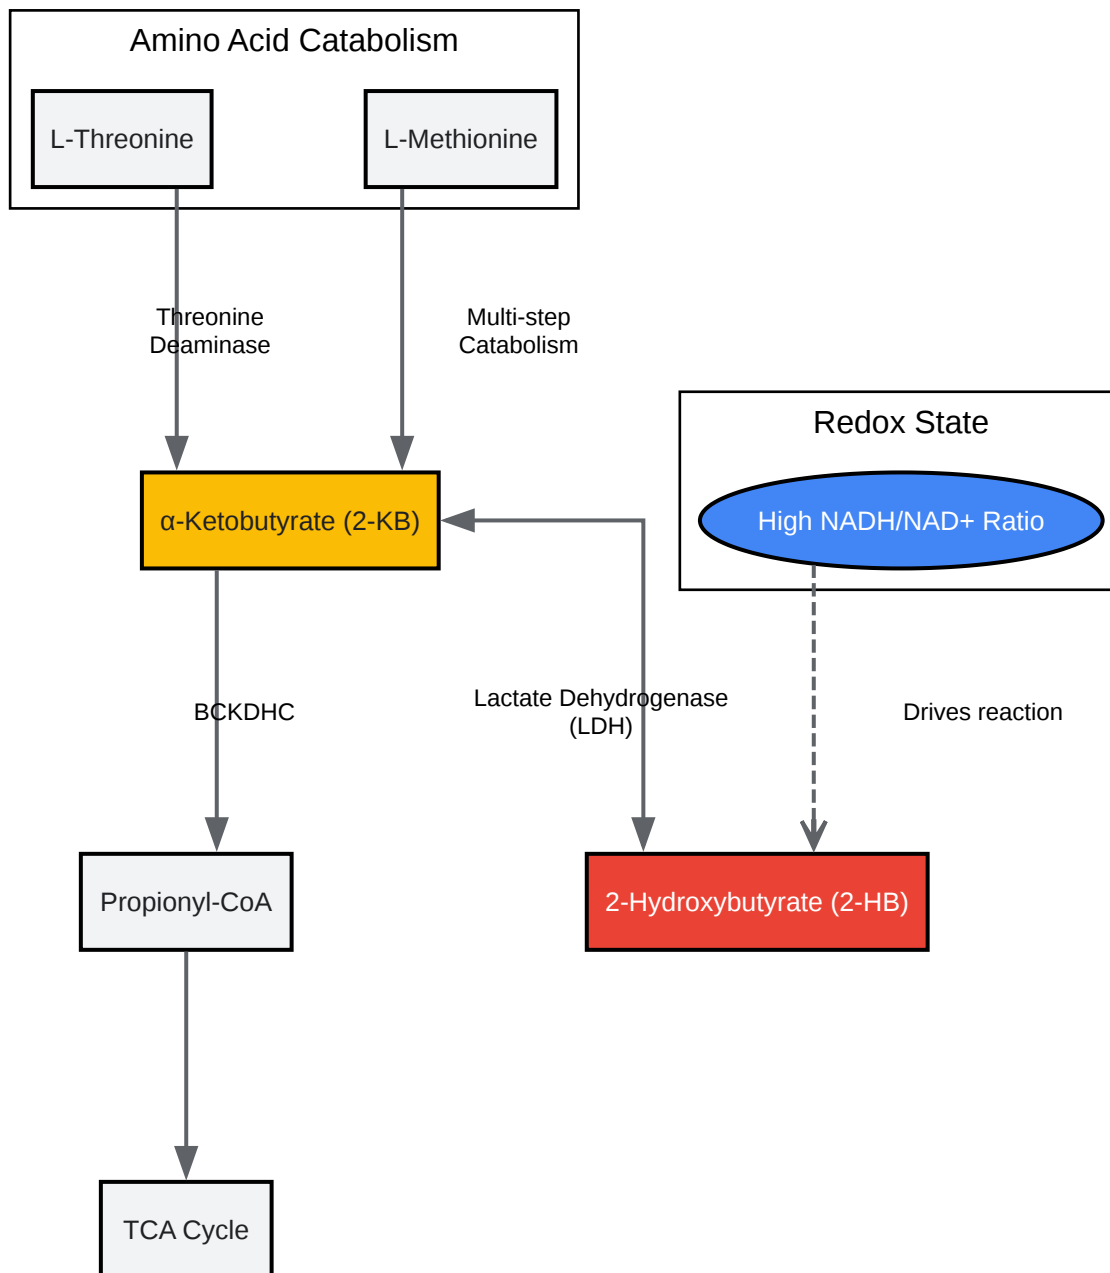 Amino Acid Catabolism
L-Threonine
L-Methionine
Threonine
Deaminase
Multi-step
Catabolism
Redox State
α-Ketobutyrate (2-KB)
High NADH/NAD+ Ratio
BCKDHC
Lactate Dehydrogenase
(LDH)
Drives reaction
Propionyl-CoA
2-Hydroxybutyrate (2-HB)
TCA Cycle